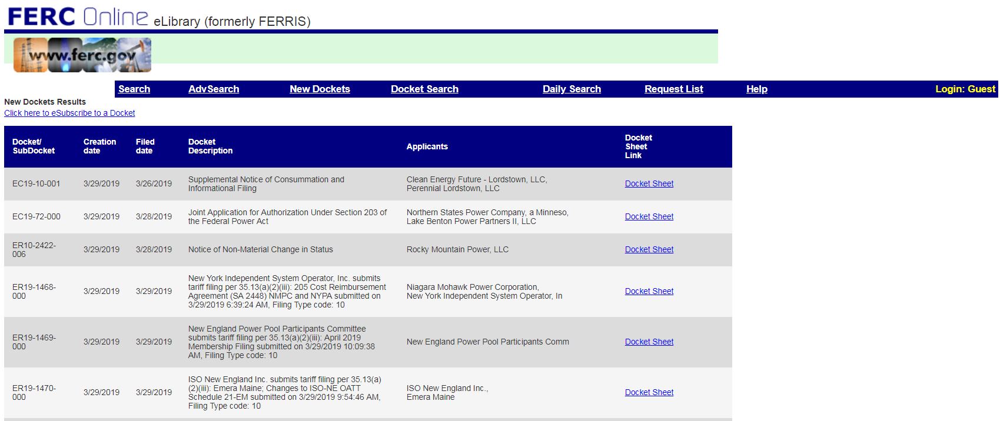 FERC Online eLibrary (formerly FERRIS)
www.ferc.gov
Search AdvSearch New Dockets Docket Search Daily Search Request List Help Login: Guest
New Dockets Results
Click here to eSubscribe to a Docket
Docket/
SubDocket
Creation
date
Filed
date
Docket
Description
Applicants
Docket
Sheet
Link
EC19-10-001
3/29/2019
3/26/2019
Supplemental Notice of Consummation and
Informational Filing
Clean Energy Future - Lordstown, LLC,
Perennial Lordstown, LLC
Docket Sheet
EC19-72-000
3/29/2019
3/28/2019
Joint Application for Authorization Under Section 203 of
the Federal Power Act
Northern States Power Company, a Minneso,
Lake Benton Power Partners II, LLC
Docket Sheet
ER10-2422-
006
3/29/2019
3/28/2019
Notice of Non-Material Change in Status
Rocky Mountain Power, LLC
Docket Sheet
ER19-1468-
000
3/29/2019
3/29/2019
New York Independent System Operator, Inc. submits
tariff filing per 35.13(a)(2)(iii): 205 Cost Reimbursement
Agreement (SA 2448) NMPC and NYPA submitted on
3/29/2019 6:39:24 AM, Filing Type code: 10
Niagara Mohawk Power Corporation,
New York Independent System Operator, In
Docket Sheet
ER19-1469-
000
3/29/2019
3/29/2019
New England Power Pool Participants Committee
submits tariff filing per 35.13(a)(2)(iii): April 2019
Membership Filing submitted on 3/29/2019 10:09:38
AM, Filing Type code: 10
New England Power Pool Participants Comm
Docket Sheet
ER19-1470-
000
3/29/2019
3/29/2019
ISO New England Inc. submits tariff filing per 35.13(a)
(2)(iii): Emera Maine; Changes to ISO-NE OATT
Schedule 21-EM submitted on 3/29/2019 9:54:46 AM,
Filing Type code: 10
ISO New England Inc.,
Emera Maine
Docket Sheet